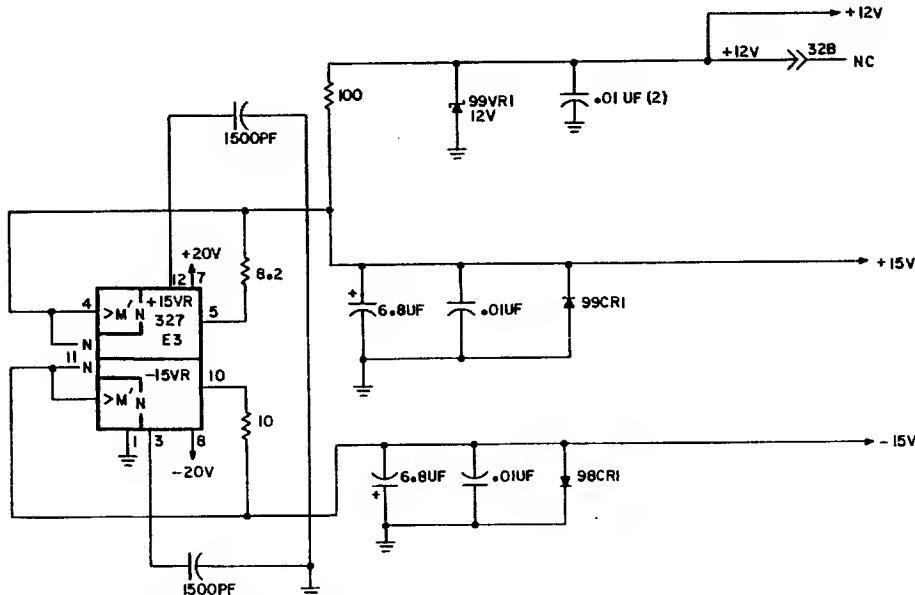 +12V
+12V
32B
NC
100
99VR1
12V
.01 UF (2)
1500PF
+20V
12
7
8.2
4
>M'
N
+15VR
327
E3
5
N
11
N
-15VR
10
>M'
N
10
1
3
8
-20V
1500PF
+15V
+
6.8UF
.01UF
99CR1
-15V
6.8UF
+
.01UF
98CR1